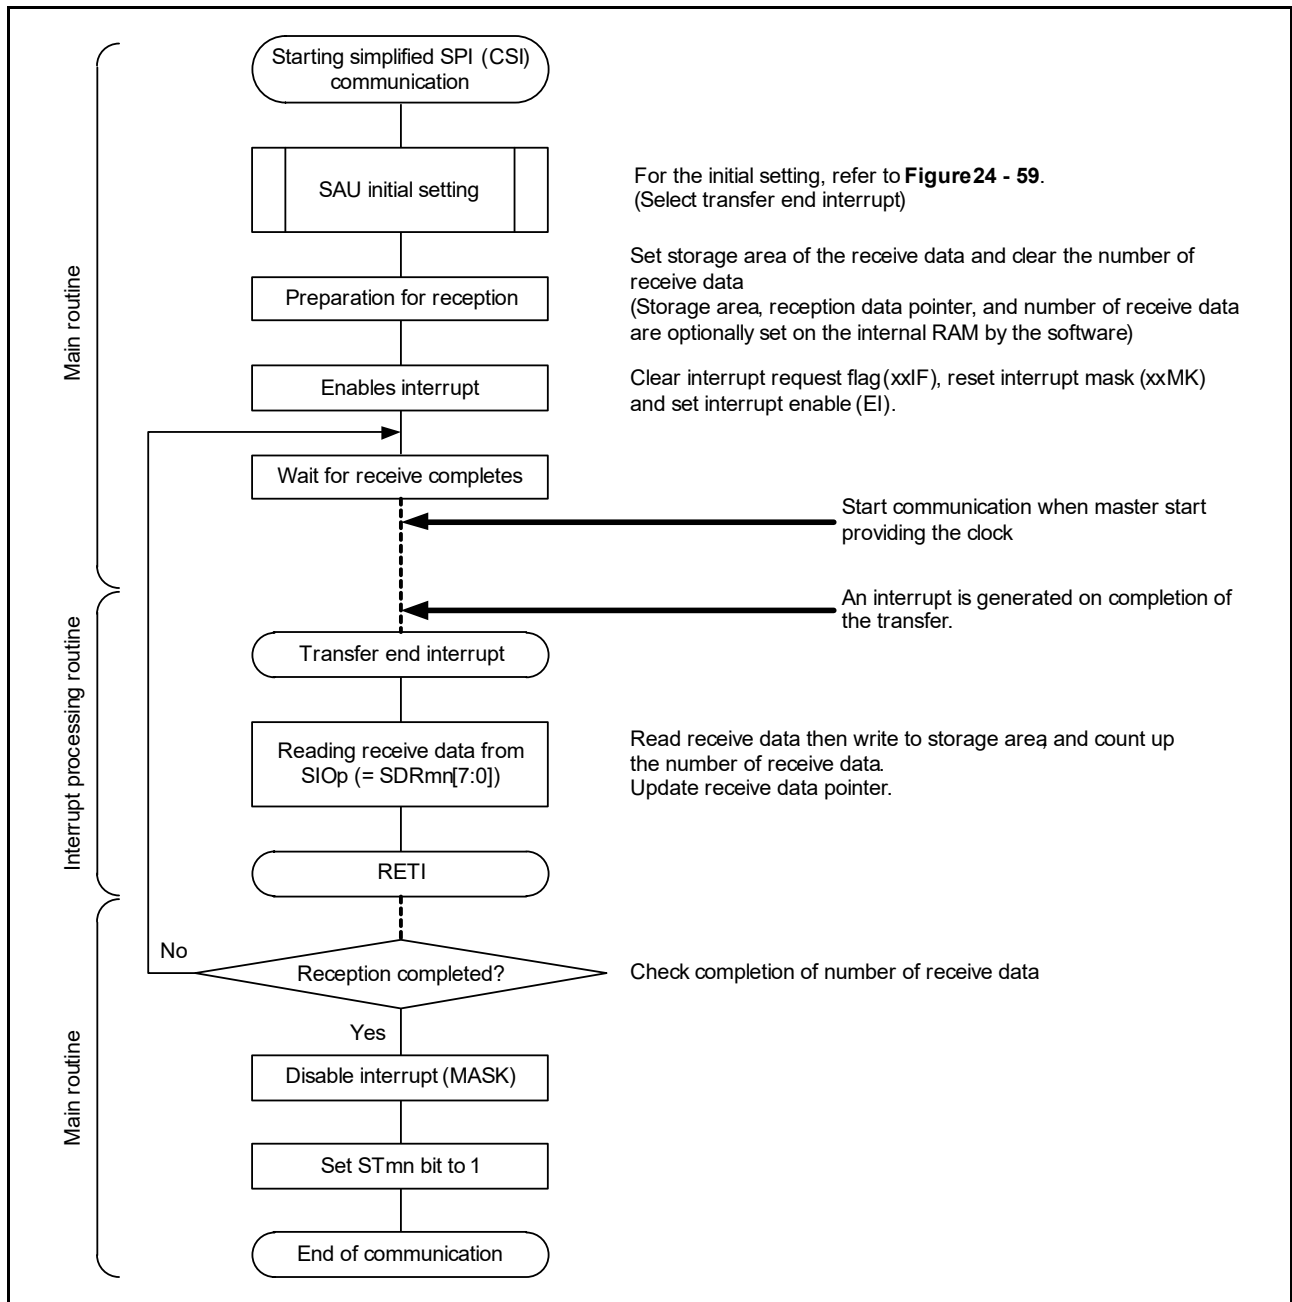 Starting simplified SPI (CSI)
communication
SAU initial setting
For the initial setting, refer to Figure 24 - 59.
(Select transfer end interrupt)
Main routine
Set storage area of the receive data and clear the number of
receive data
(Storage area, reception data pointer, and number of receive data
are optionally set on the internal RAM by the software)
Preparation for reception
Enables interrupt
Clear interrupt request flag (xxIF), reset interrupt mask (xxMK)
and set interrupt enable (EI).
Wait for receive completes
Start communication when master start
providing the clock
An interrupt is generated on completion of
the transfer.
Interrupt processing routine
Transfer end interrupt
Reading receive data from
SIOp (= SDRmn[7:0])
Read receive data then write to storage area, and count up
the number of receive data.
Update receive data pointer.
RETI
Main routine
No
Reception completed?
Check completion of number of receive data
Yes
Disable interrupt (MASK)
Set STmn bit to 1
End of communication